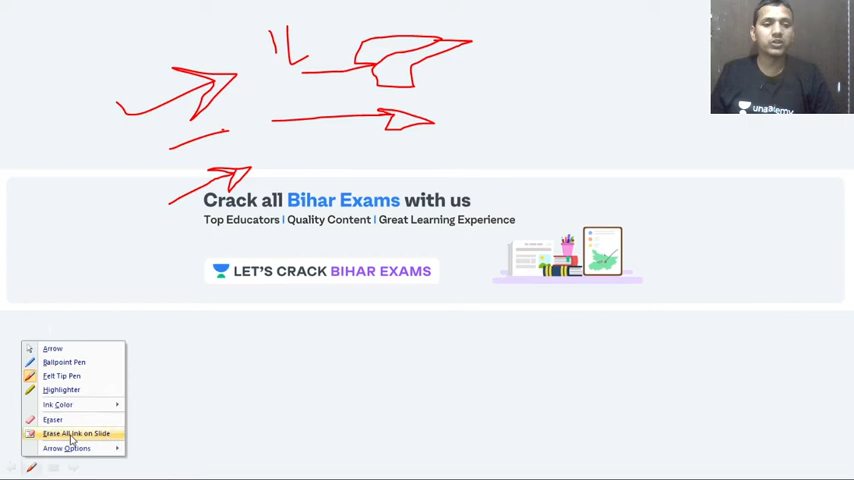 unacademy
Crack all Bihar Exams with us
Top Educators | Quality Content | Great Learning Experience
LET'S CRACK BIHAR EXAMS
Arrow
Ballpoint Pen
Felt Tip Pen
Highlighter
Ink Color
Eraser
Erase All Ink on Slide
Arrow Options